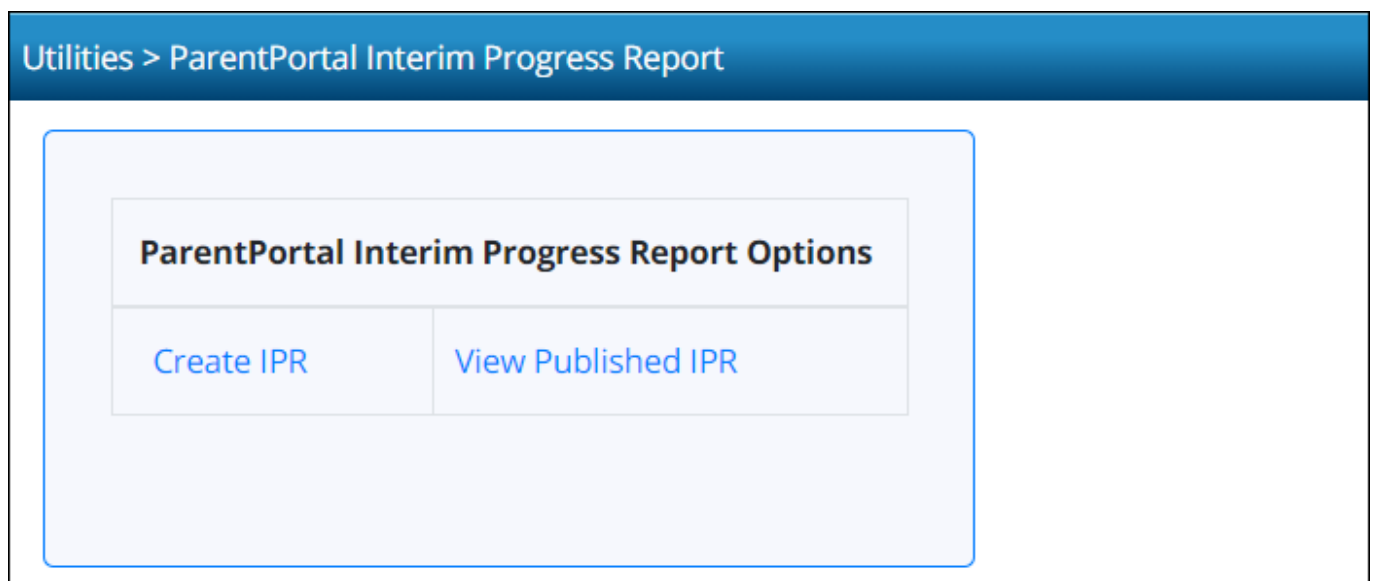 Utilities > ParentPortal Interim Progress Report
ParentPortal Interim Progress Report Options
Create IPR
View Published IPR